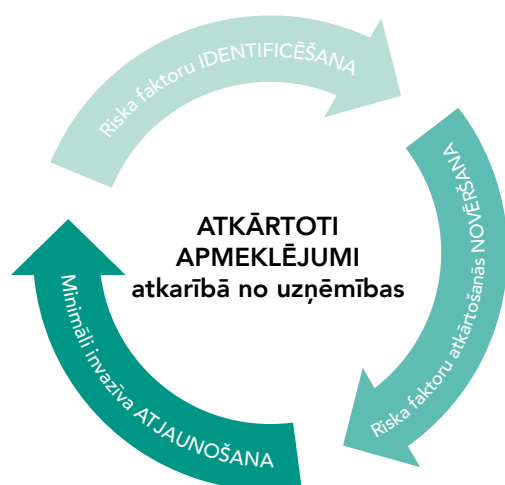 Riska faktoru IDENTIFICĒŠANA
Riska faktoru atkārtošanās NOVĒRŠANA
Minimāli invazīva ATJAUNOŠANA
ATKĀRTOTI
APMEKLĒJUMI
atkarībā no uzņēmības